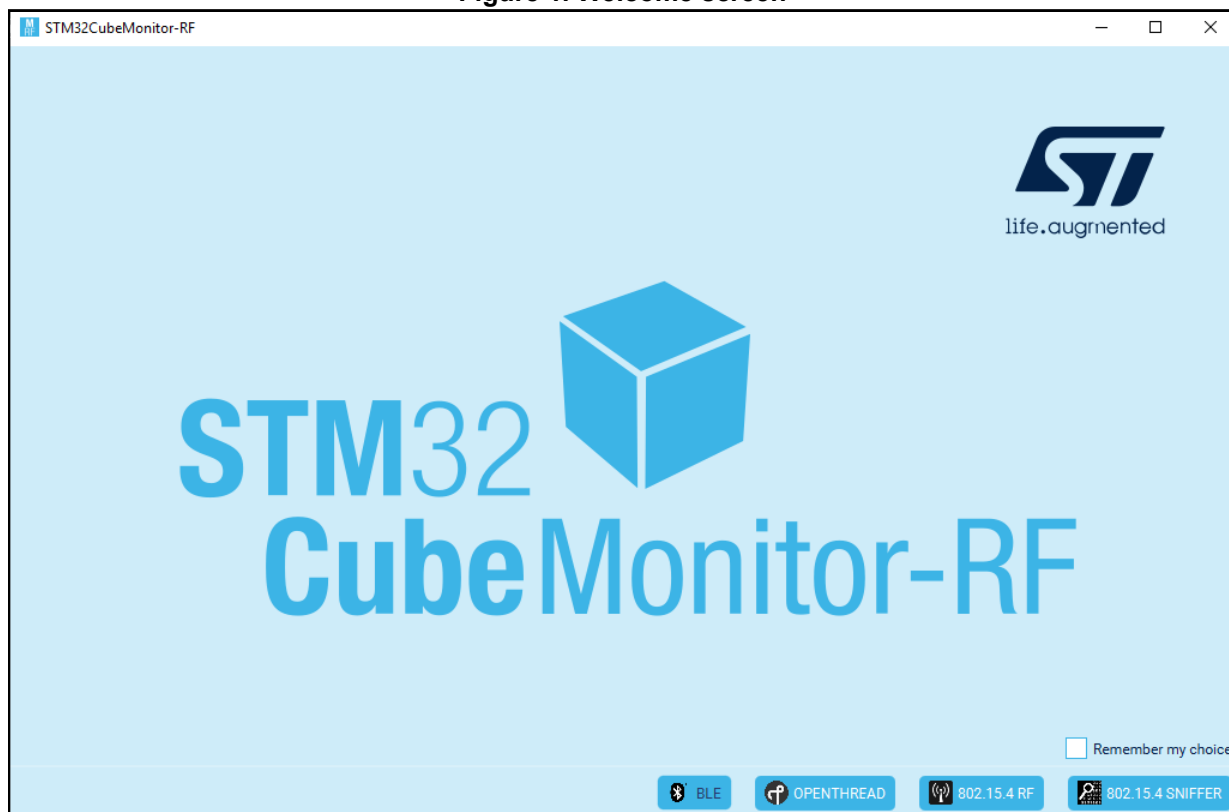 STM32CubeMonitor-RF
life.augmented
STM32
CubeMonitor-RF
Remember my choice
BLE
OPENTHREAD
802.15.4 RF
802.15.4 SNIFFER